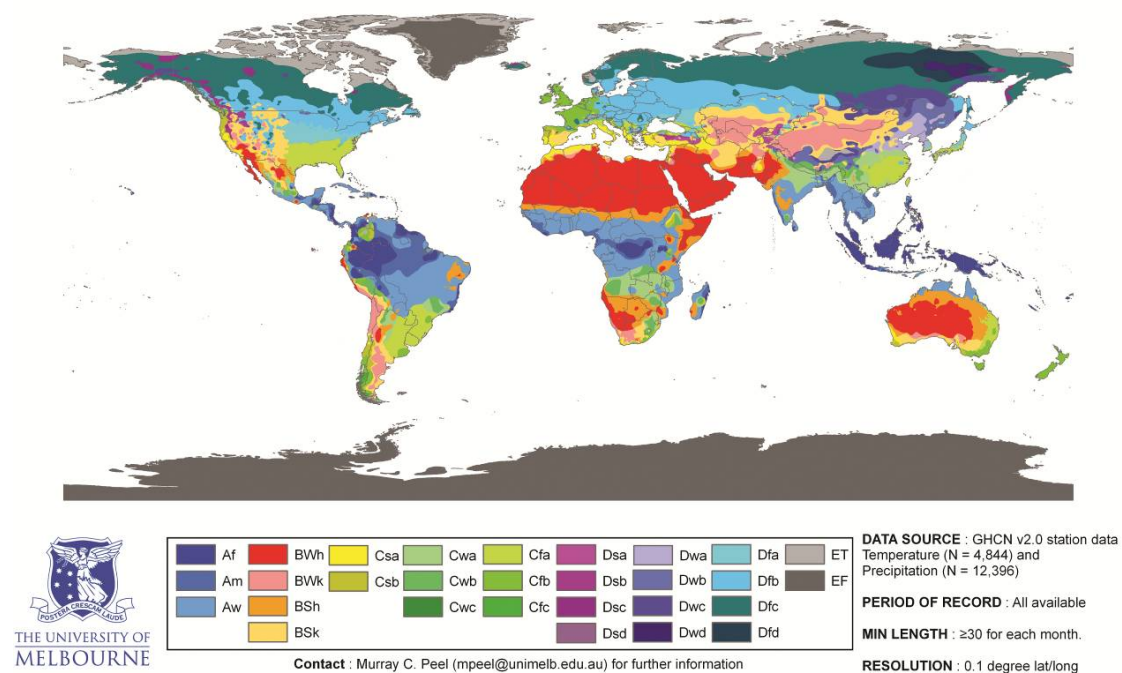 POSTERA CRESCAM LAUDE
THE UNIVERSITY OF
MELBOURNE
Af
Am
Aw
BWh
BWk
BSh
BSk
Csa
Csb
Cwa
Cwb
Cwc
Cfa
Cfb
Cfc
Dsa
Dsb
Dsc
Dsd
Dwa
Dwb
Dwc
Dwd
Dfa
Dfb
Dfc
Dfd
ET
EF
Contact : Murray C. Peel (mpeel@unimelb.edu.au) for further information
DATA SOURCE : GHCN v2.0 station data
Temperature (N = 4,844) and
Precipitation (N = 12,396)
PERIOD OF RECORD : All available
MIN LENGTH : ≥30 for each month.
RESOLUTION : 0.1 degree lat/long